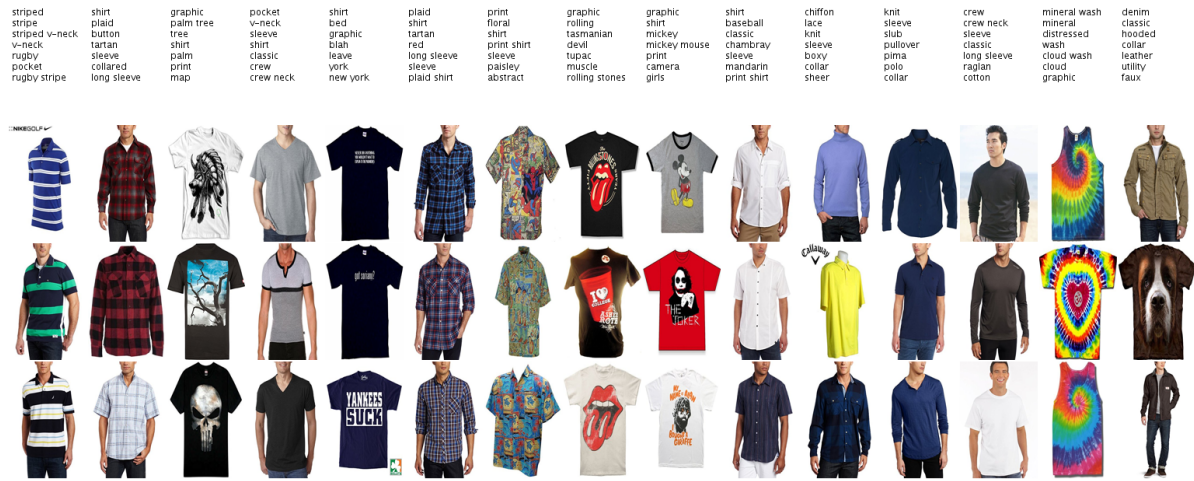 striped
stripe
striped v-neck
v-neck
rugby
pocket
rugby stripe
shirt
plaid
button
tartan
sleeve
collared
long sleeve
graphic
palm tree
tree
shirt
palm
print
map
pocket
v-neck
sleeve
shirt
classic
crew
crew neck
shirt
bed
graphic
blah
leave
york
new york
plaid
shirt
tartan
red
long sleeve
sleeve
plaid shirt
print
floral
shirt
print shirt
sleeve
paisley
abstract
graphic
rolling
tasmanian
devil
tupac
muscle
rolling stones
graphic
shirt
mickey
mickey mouse
print
camera
girls
shirt
baseball
classic
chambray
sleeve
mandarin
print shirt
chiffon
lace
knit
sleeve
boxy
collar
sheer
knit
sleeve
slub
pullover
pima
polo
collar
crew
crew neck
sleeve
classic
long sleeve
raglan
cotton
mineral wash
mineral
distressed
wash
cloud wash
cloud
graphic
denim
classic
hooded
collar
leather
utility
faux
NIKEGOLF
Callaway
I
THE
JOKER
YANKEES
SUCK